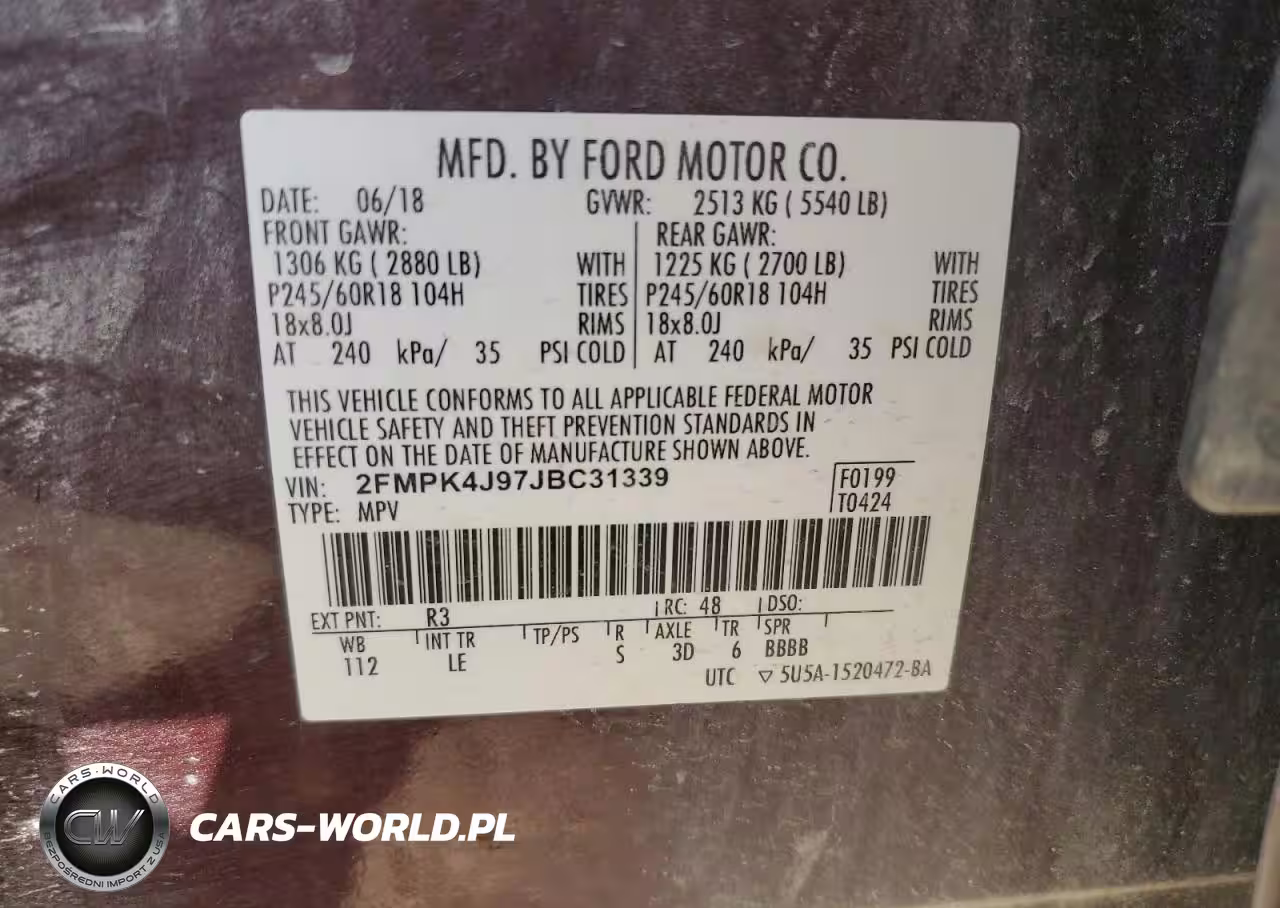 MFD. BY FORD MOTOR CO.
DATE: 06/18 GVWR: 2513 KG ( 5540 LB)
FRONT GAWR: REAR GAWR:
1306 KG ( 2880 LB) WITH 1225 KG ( 2700 LB) WITH
P245/60R18 104H TIRES P245/60R18 104H TIRES
18x8.0J RIMS 18x8.0J RIMS
AT 240 kPa/ 35 PSI COLD AT 240 kPa/ 35 PSI COLD
THIS VEHICLE CONFORMS TO ALL APPLICABLE FEDERAL MOTOR
VEHICLE SAFETY AND THEFT PREVENTION STANDARDS IN
EFFECT ON THE DATE OF MANUFACTURE SHOWN ABOVE.
VIN: 2FMPK4J97JBC31339 F0199
TYPE: MPV T0424
EXT PNT: R3 RC: 48 DSO:
WB INT TR TP/PS R AXLE TR SPR
112 LE S 3D 6 BBBB
UTC ▽ 5U5A-1520472-BA
CARS-WORLD
CW
BEZPOŚREDNI IMPORT Z USA
CARS-WORLD.PL